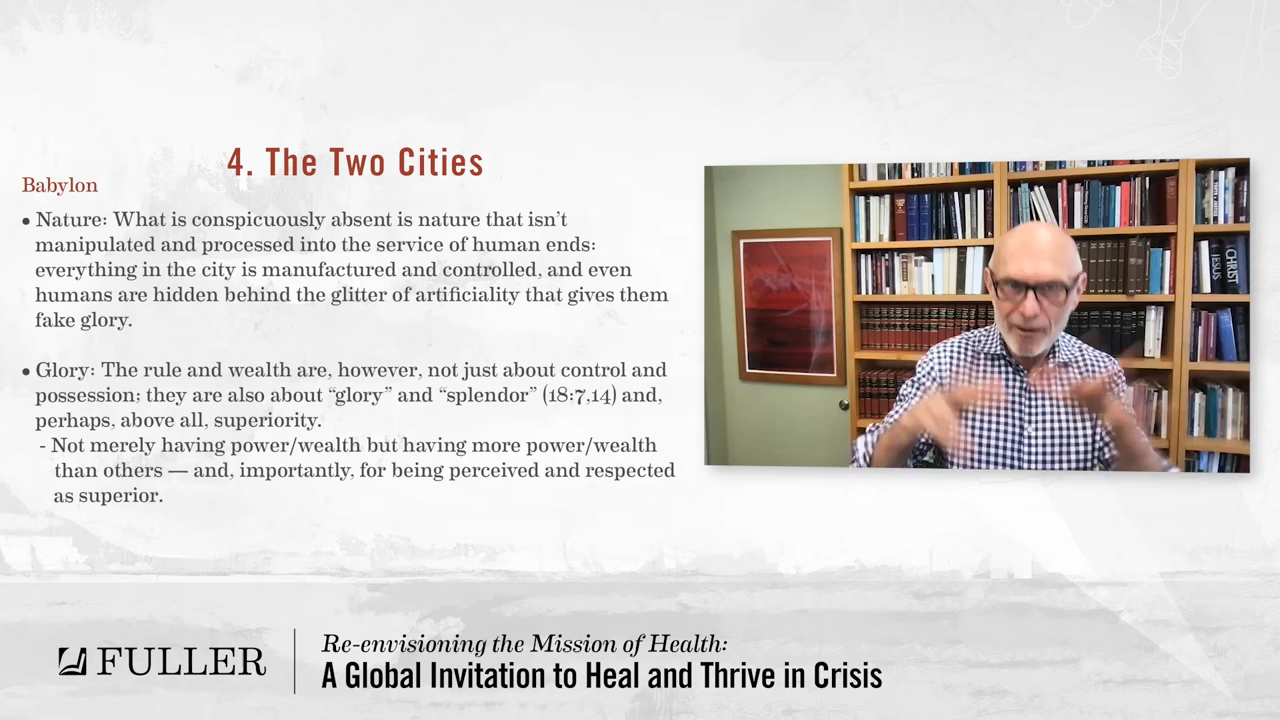 4. The Two Cities
Babylon
• Nature: What is conspicuously absent is nature that isn’t
manipulated and processed into the service of human ends:
everything in the city is manufactured and controlled, and even
humans are hidden behind the glitter of artificiality that gives them
fake glory.
• Glory: The rule and wealth are, however, not just about control and
possession; they are also about “glory” and “splendor” (18:7,14) and,
perhaps, above all, superiority.
- Not merely having power/wealth but having more power/wealth
than others — and, importantly, for being perceived and respected
as superior.
CHRIST
JESUS
FULLER
Re-envisioning the Mission of Health:
A Global Invitation to Heal and Thrive in Crisis